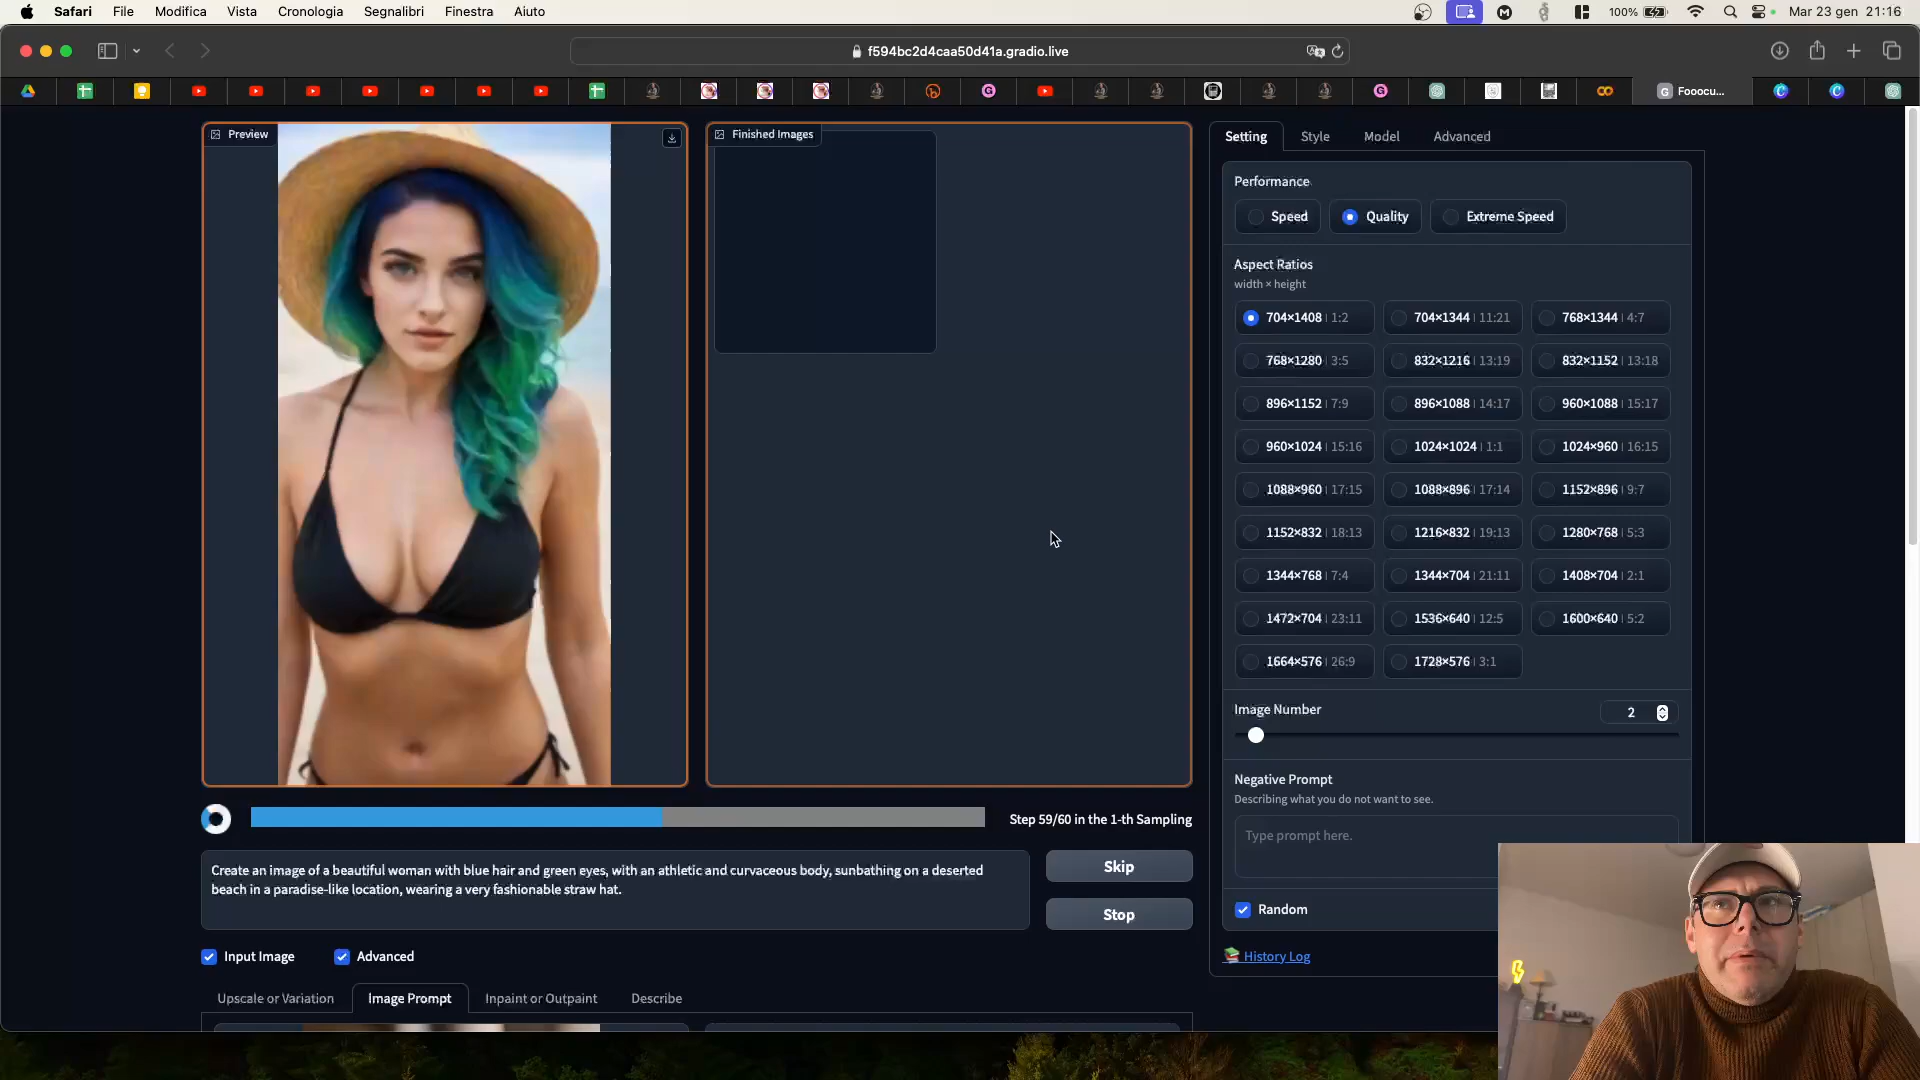 Safari File Modifica Vista Cronologia Segnalibri Finestra Aiuto 100% Mar 23 gen 21:16
f594bc2d4caa50d41a.gradio.live
Fooocu...
Preview
Finished Images
Setting Style Model Advanced
Performance
Speed Quality Extreme Speed
Aspect Ratios
width × height
704×1408 | 1:2 704×1344 | 11:21 768×1344 | 4:7
768×1280 | 3:5 832×1216 | 13:19 832×1152 | 13:18
896×1152 | 7:9 896×1088 | 14:17 960×1088 | 15:17
960×1024 | 15:16 1024×1024 | 1:1 1024×960 | 16:15
1088×960 | 17:15 1088×896 | 17:14 1152×896 | 9:7
1152×832 | 18:13 1216×832 | 19:13 1280×768 | 5:3
1344×768 | 7:4 1344×704 | 21:11 1408×704 | 2:1
1472×704 | 23:11 1536×640 | 12:5 1600×640 | 5:2
1664×576 | 26:9 1728×576 | 3:1
Image Number 2
Negative Prompt
Describing what you do not want to see.
Type prompt here.
Random
History Log
Step 59/60 in the 1-th Sampling
Create an image of a beautiful woman with blue hair and green eyes, with an athletic and curvaceous body, sunbathing on a deserted
beach in a paradise-like location, wearing a very fashionable straw hat.
Skip
Stop
Input Image Advanced
Upscale or Variation Image Prompt Inpaint or Outpaint Describe